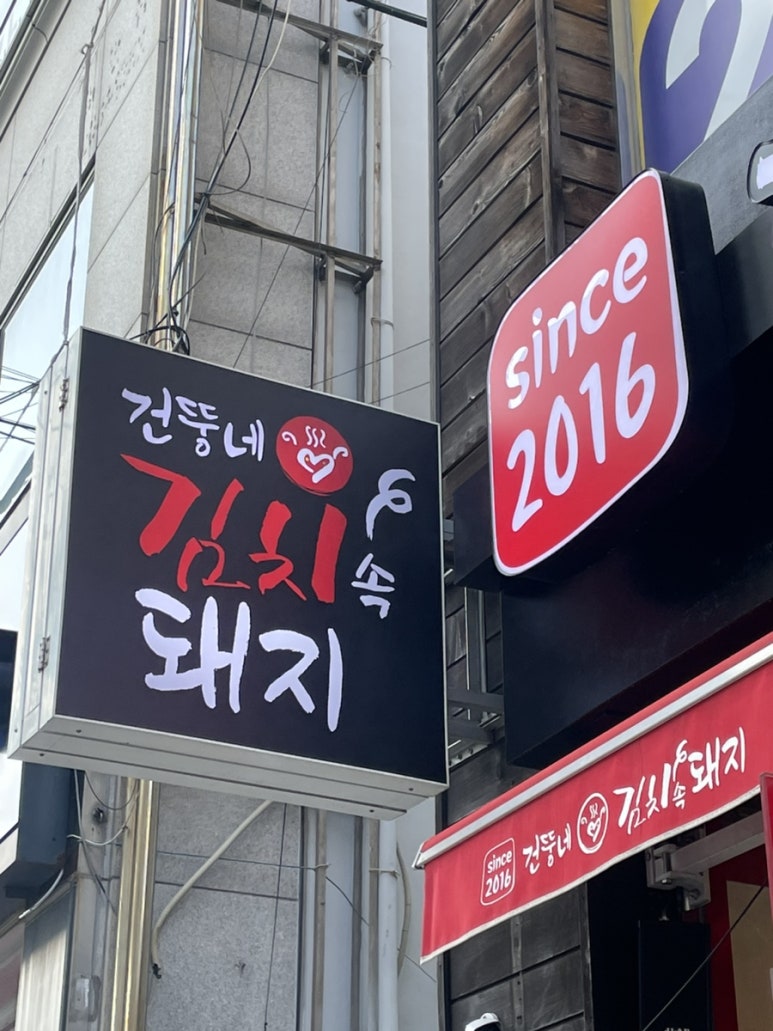 건뚱네
김치 속
돼지
since
2016
since
2016
건뚱네 김치 속 돼지